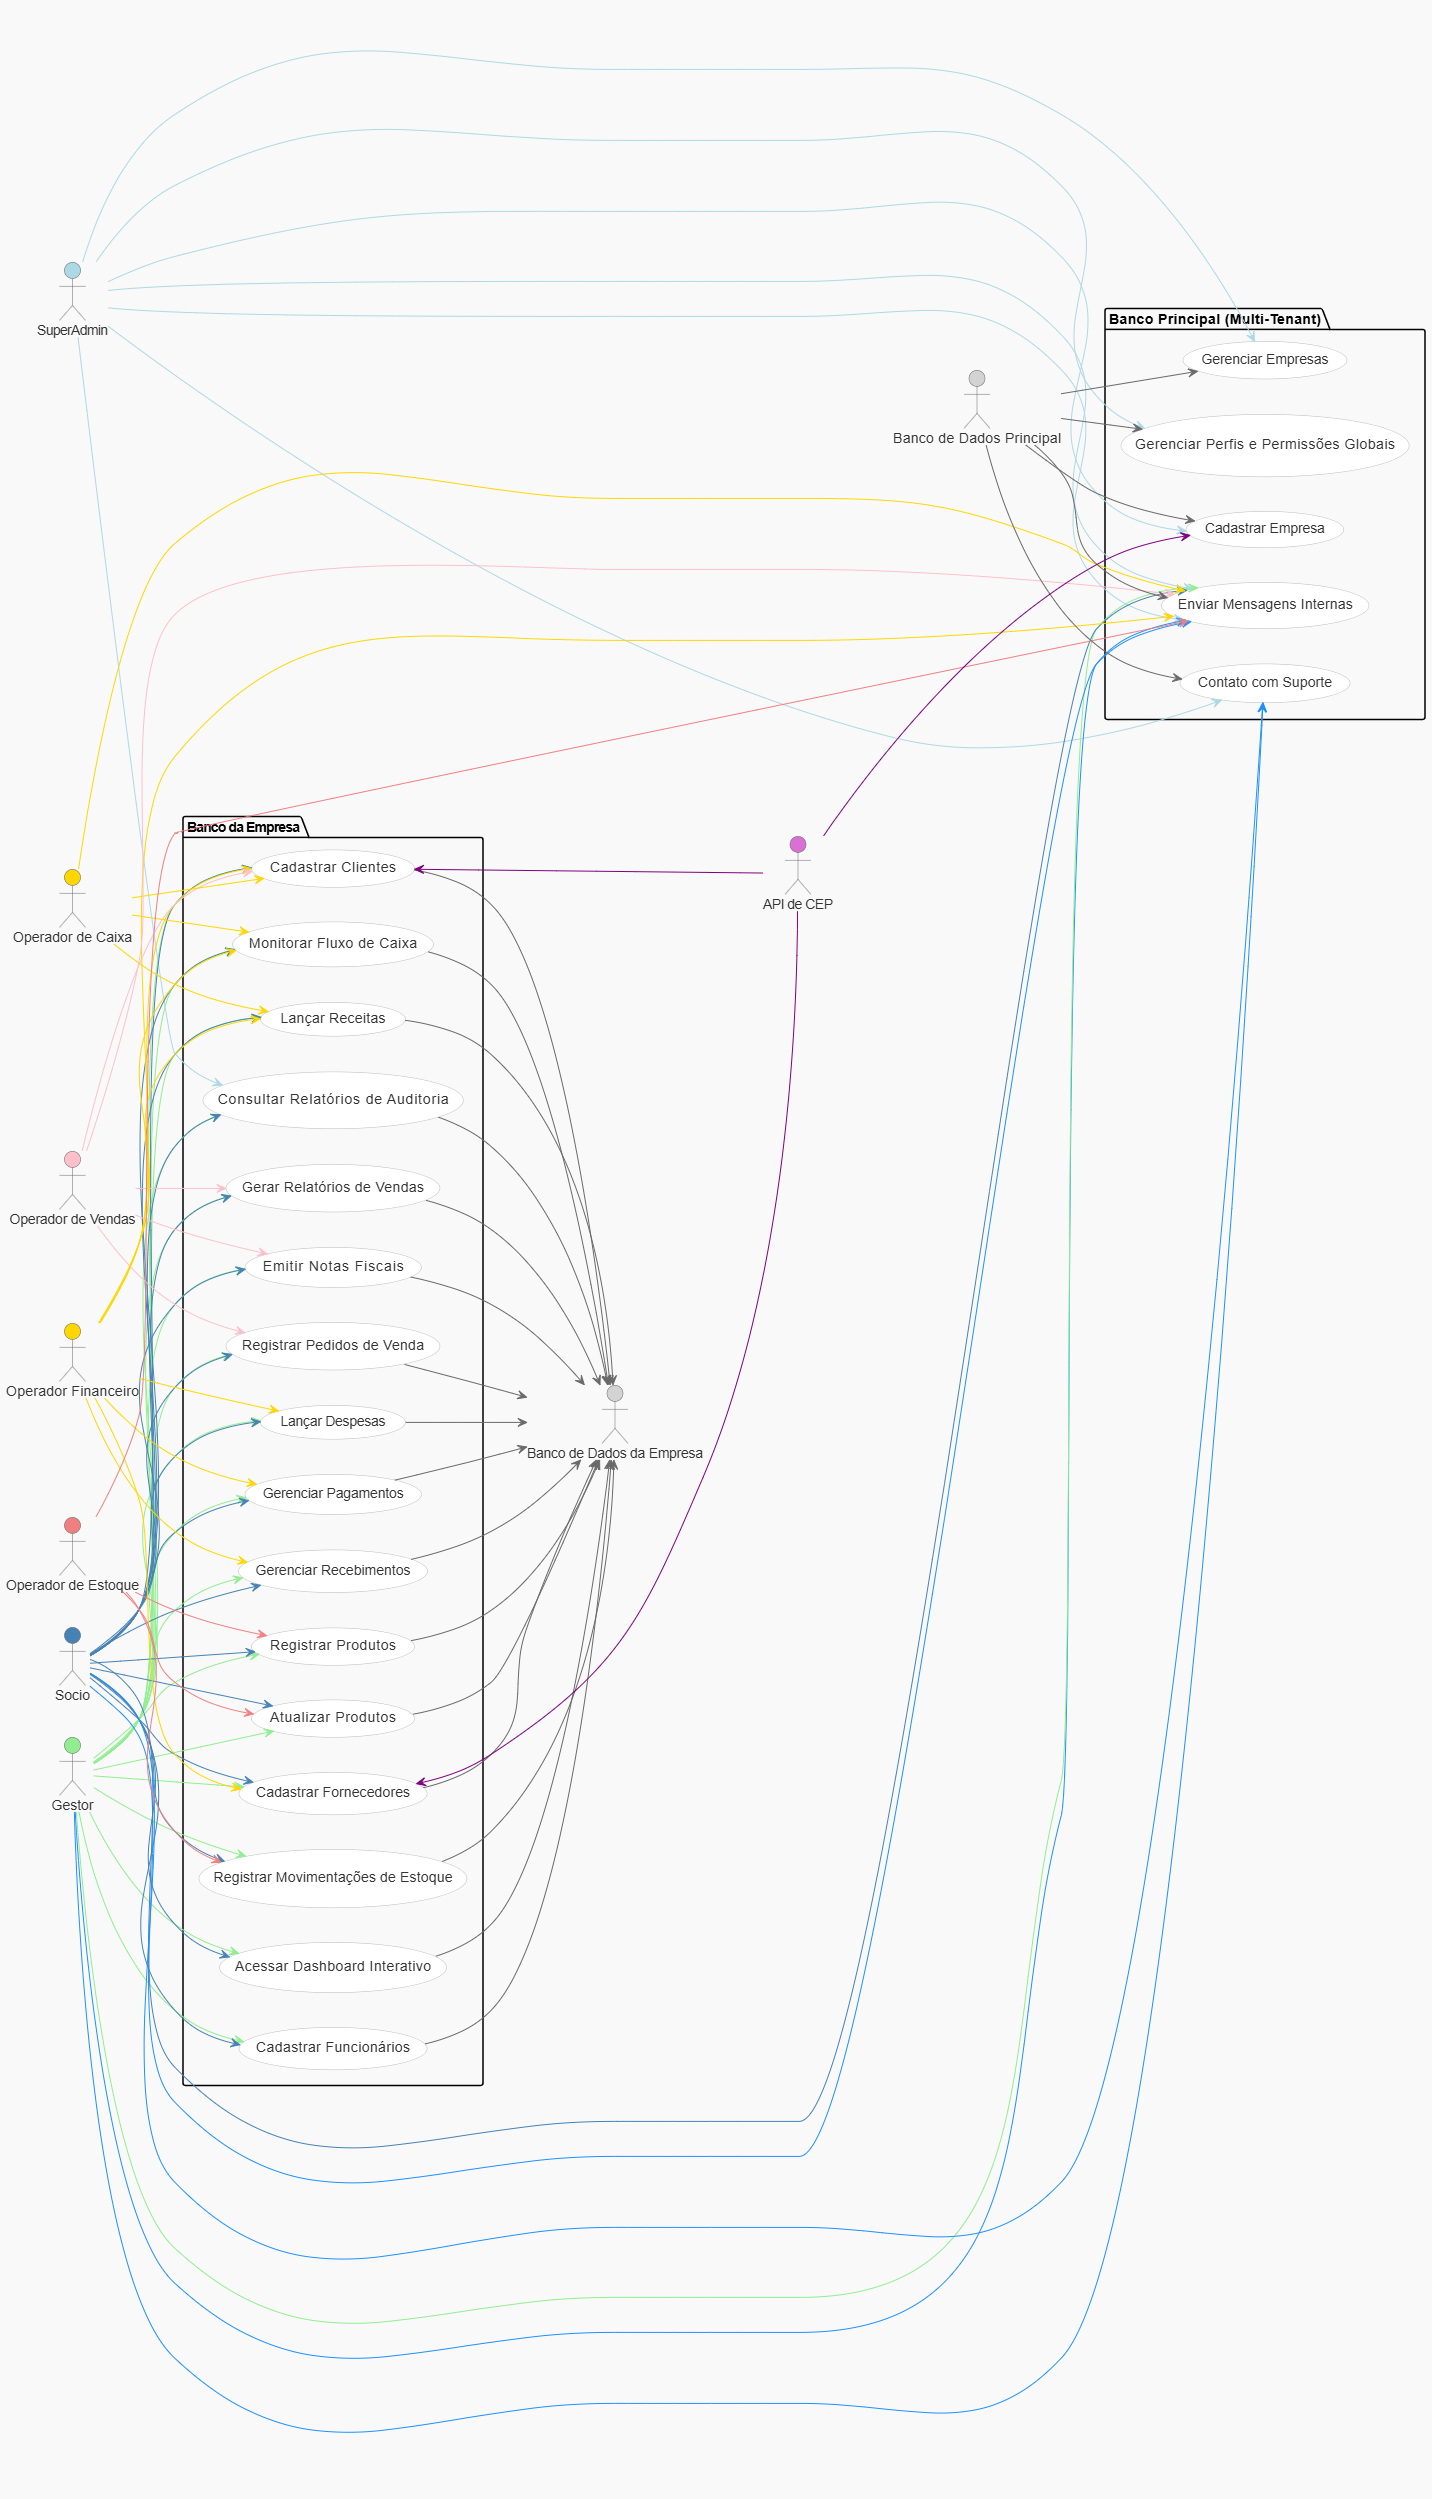 SuperAdmin
Banco Principal (Multi-Tenant)
Gerenciar Empresas
Banco de Dados Principal
Gerenciar Perfis e Permissões Globais
Cadastrar Empresa
Enviar Mensagens Internas
Contato com Suporte
Banco da Empresa
Cadastrar Clientes
API de CEP
Operador de Caixa
Monitorar Fluxo de Caixa
Lançar Receitas
Consultar Relatórios de Auditoria
Gerar Relatórios de Vendas
Operador de Vendas
Emitir Notas Fiscais
Registrar Pedidos de Venda
Operador Financeiro
Lançar Despesas
Banco de Dados da Empresa
Gerenciar Pagamentos
Gerenciar Recebimentos
Operador de Estoque
Registrar Produtos
Socio
Atualizar Produtos
Cadastrar Fornecedores
Gestor
Registrar Movimentações de Estoque
Acessar Dashboard Interativo
Cadastrar Funcionários